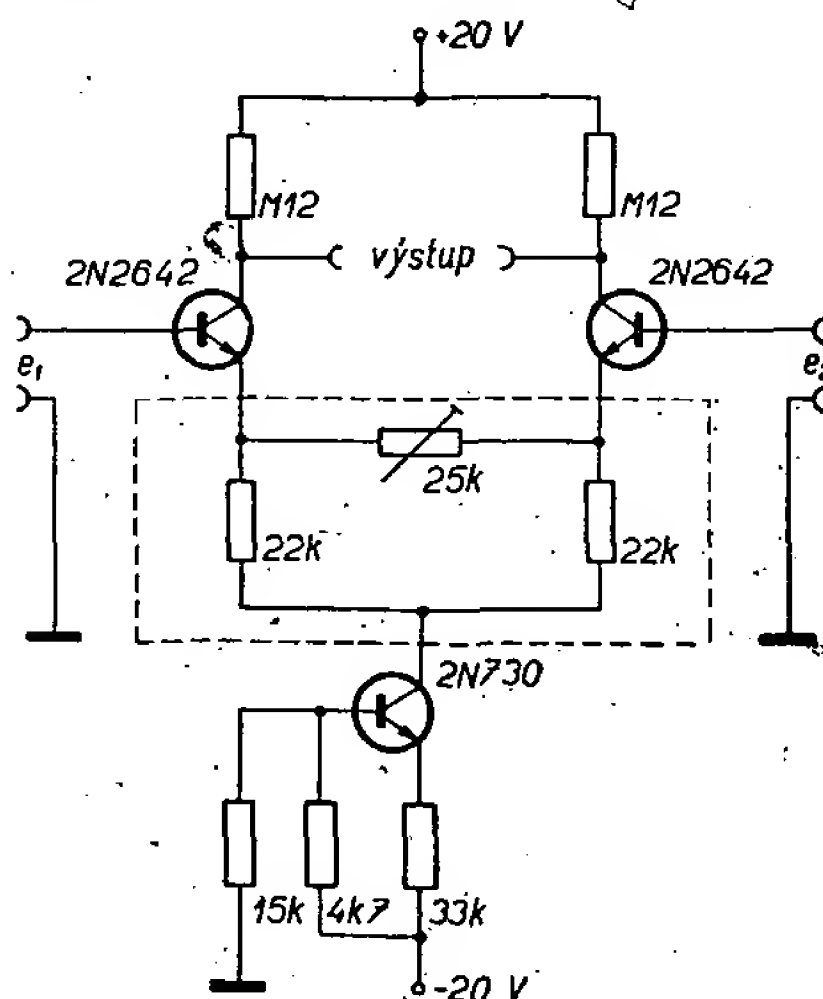 +20 V
M12
M12
výstup
2N2642
2N2642
e₁
e₂
25k
22k
22k
2N730
15k
4k7
33k
-20 V